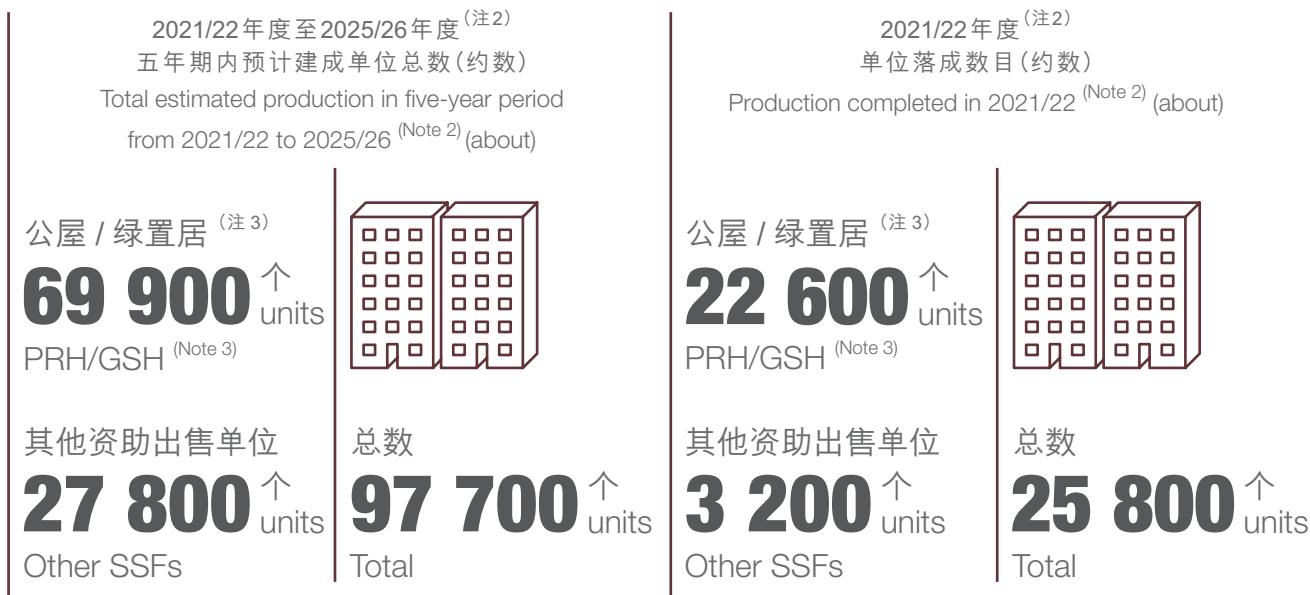 2021/22年度至2025/26年度(注2)
五年期内预计建成单位总数(约数)
Total estimated production in five-year period
from 2021/22 to 2025/26 (Note 2) (about)
公屋 / 绿置居 (注 3)
69 900 个 units
PRH/GSH (Note 3)
其他资助出售单位
27 800 个 units
Other SSFs
总数
97 700 个 units
Total
2021/22年度(注2)
单位落成数目(约数)
Production completed in 2021/22 (Note 2) (about)
公屋 / 绿置居 (注 3)
22 600 个 units
PRH/GSH (Note 3)
其他资助出售单位
3 200 个 units
Other SSFs
总数
25 800 个 units
Total